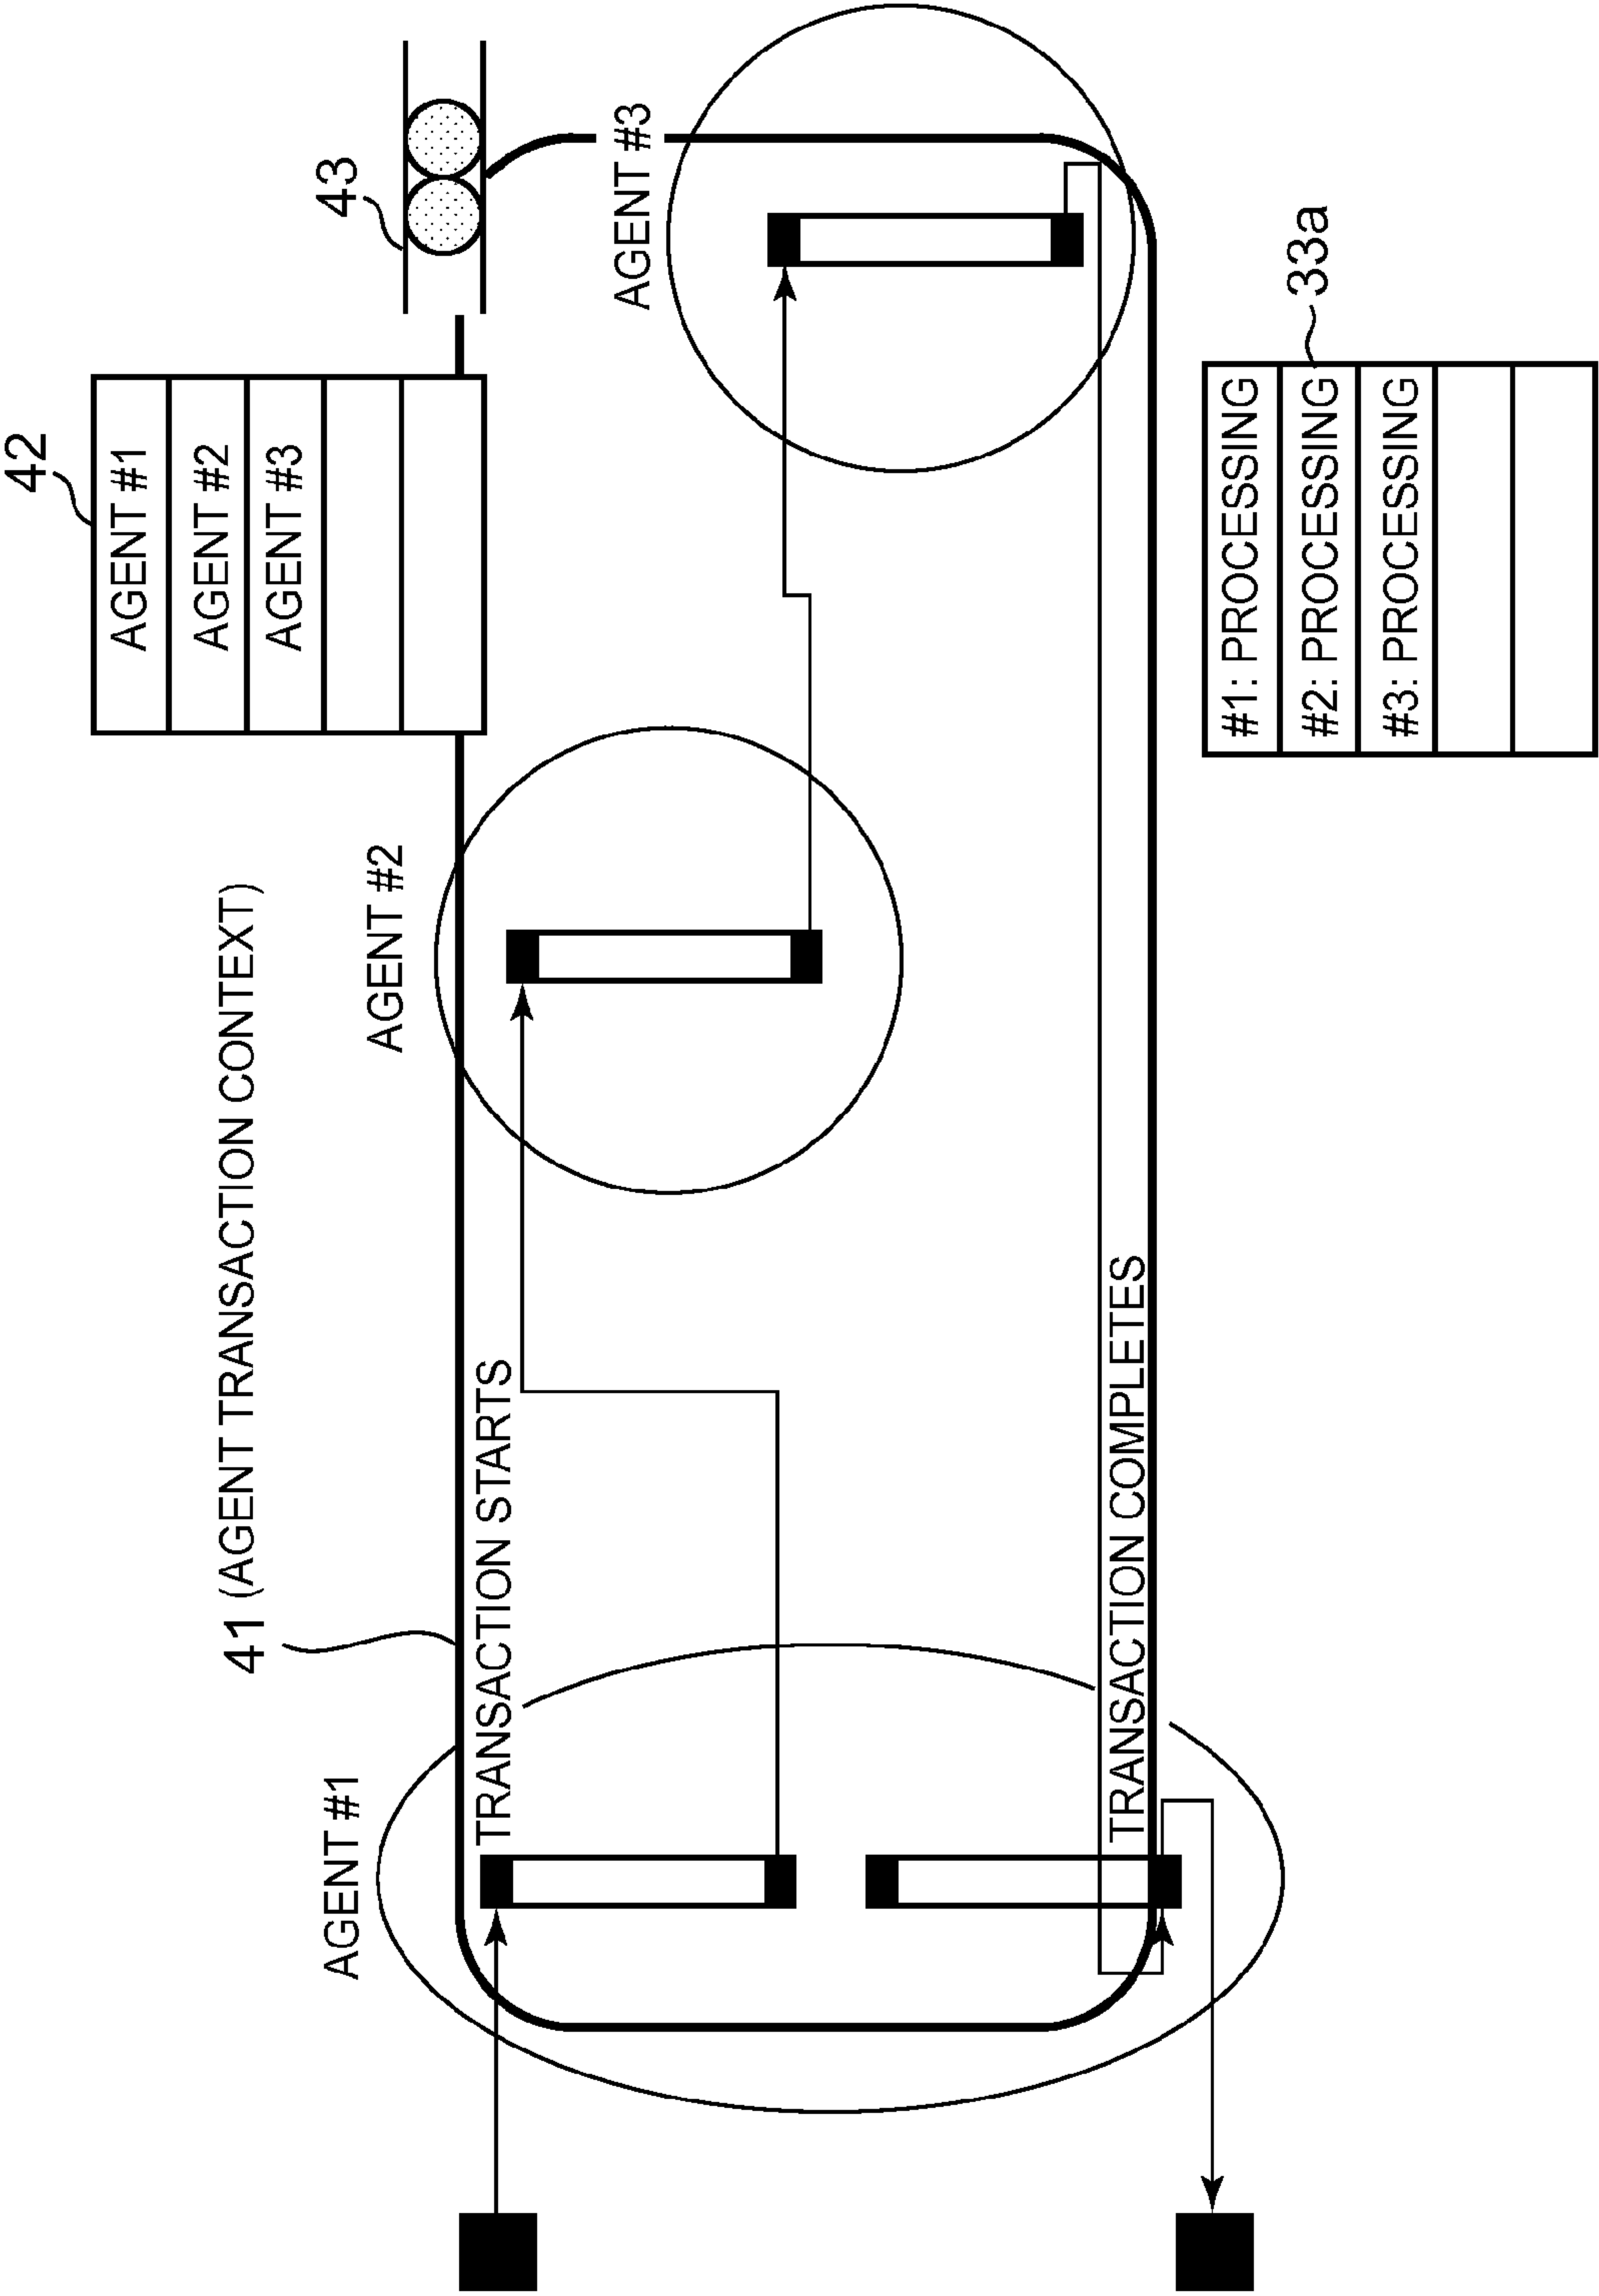 42
AGENT #1
AGENT #2
AGENT #3
43
41 (AGENT TRANSACTION CONTEXT)
AGENT #1
AGENT #2
AGENT #3
TRANSACTION STARTS
TRANSACTION COMPLETES
33a
#1: PROCESSING
#2: PROCESSING
#3: PROCESSING